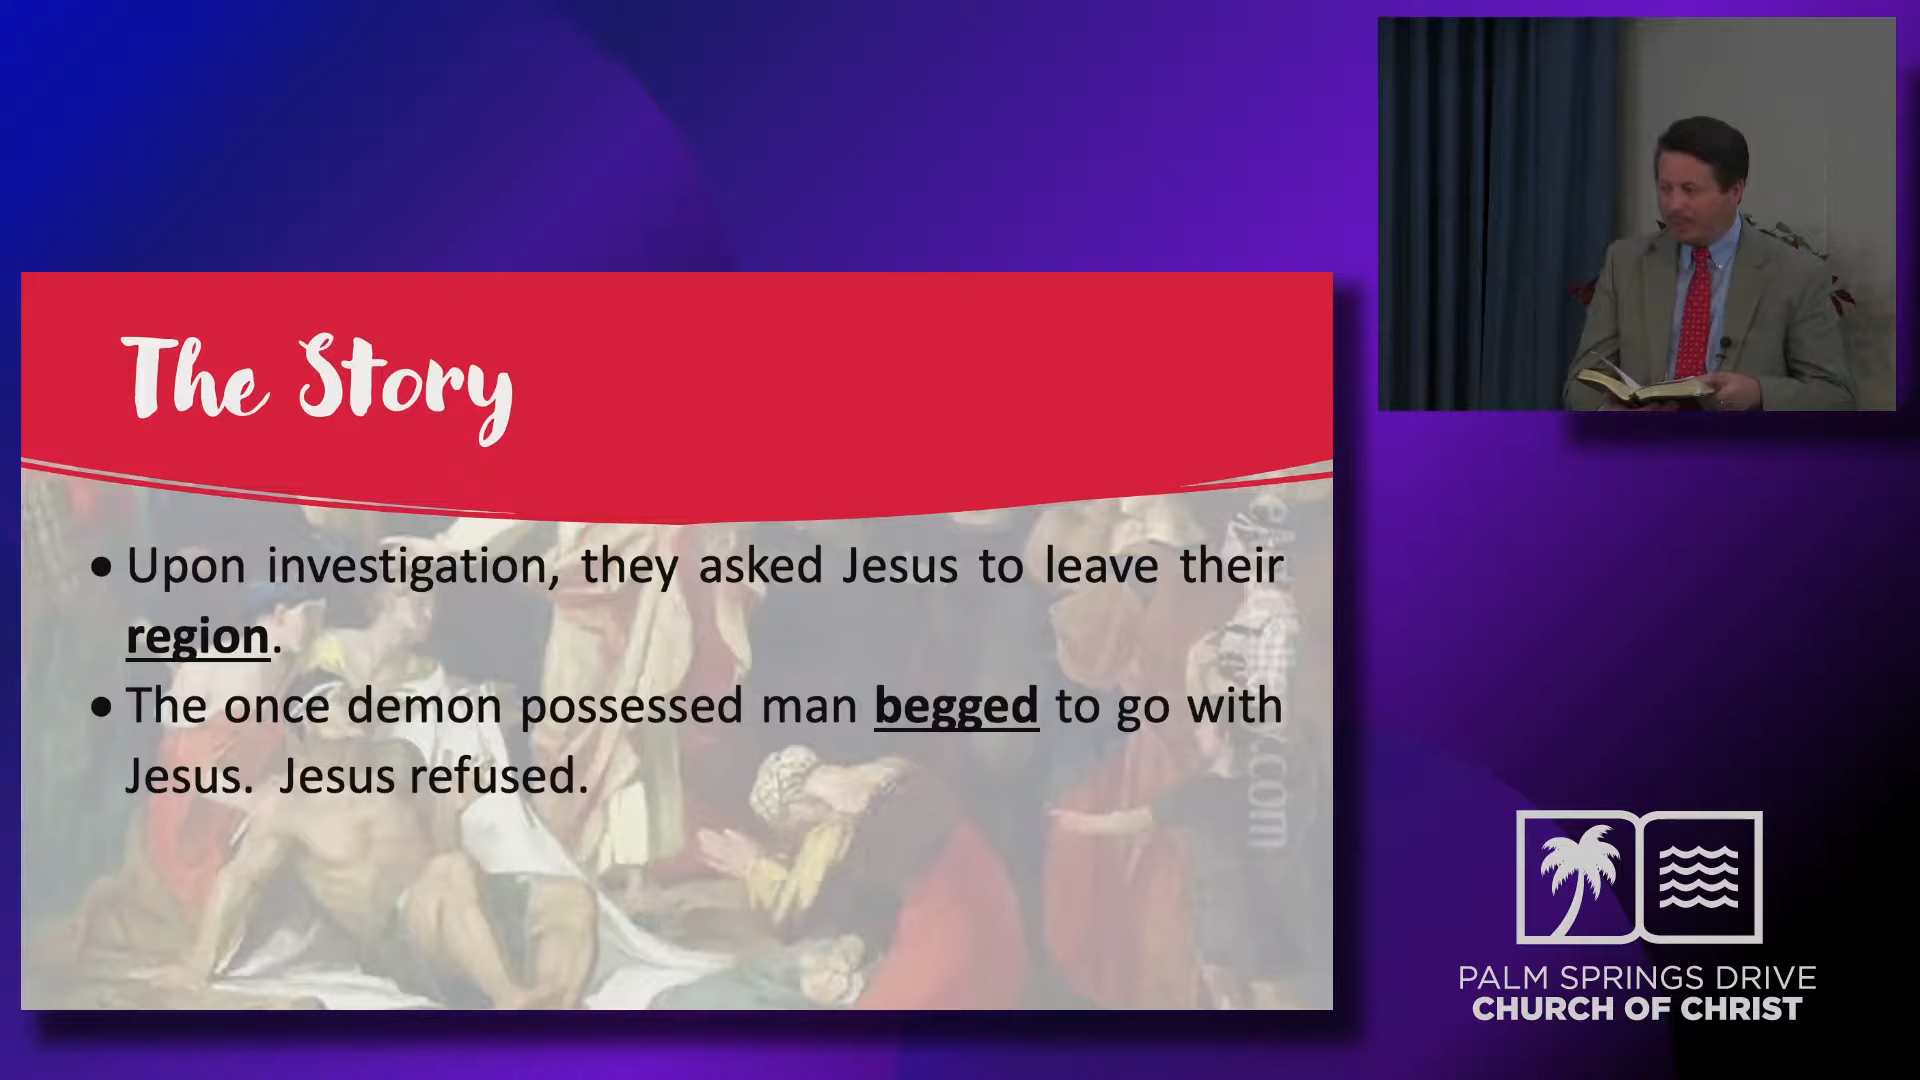 The Story
• Upon investigation, they asked Jesus to leave their
region.
• The once demon possessed man begged to go with
Jesus. Jesus refused.
PALM SPRINGS DRIVE
CHURCH OF CHRIST